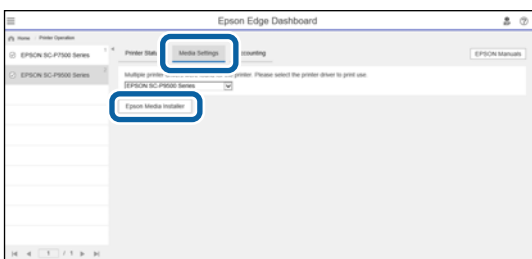 Epson Edge Dashboard
Home Printer Operation
EPSON SC-P7500 Series
EPSON SC-P9500 Series
Printer Stat
Media Settings
ccounting
EPSON Manuals
Multiple printer printer. Please select the printer driver to print use.
EPSON SC-P9500 Series
Epson Media Installer
1 / 1